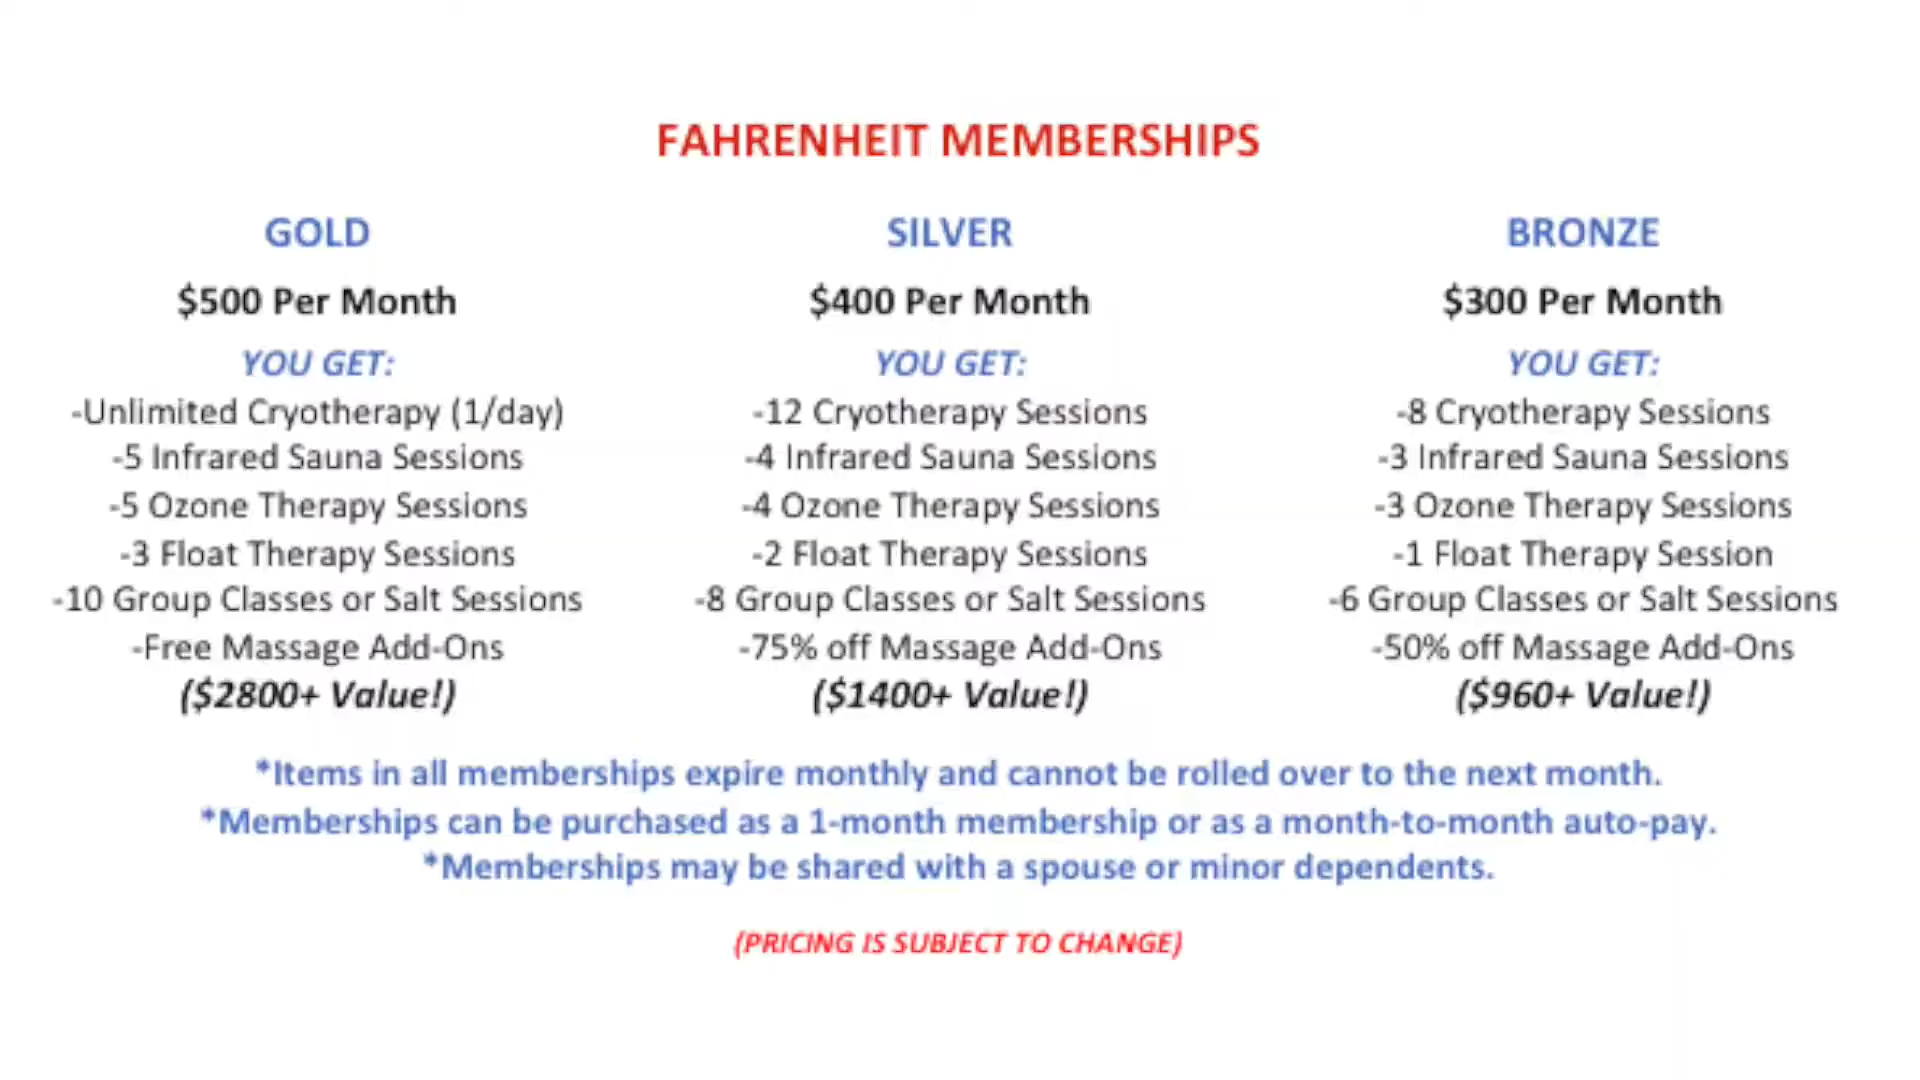 FAHRENHEIT MEMBERSHIPS
GOLD
$500 Per Month
YOU GET:
-Unlimited Cryotherapy (1/day)
-5 Infrared Sauna Sessions
-5 Ozone Therapy Sessions
-3 Float Therapy Sessions
-10 Group Classes or Salt Sessions
-Free Massage Add-Ons
($2800+ Value!)
SILVER
$400 Per Month
YOU GET:
-12 Cryotherapy Sessions
-4 Infrared Sauna Sessions
-4 Ozone Therapy Sessions
-2 Float Therapy Sessions
-8 Group Classes or Salt Sessions
-75% off Massage Add-Ons
($1400+ Value!)
BRONZE
$300 Per Month
YOU GET:
-8 Cryotherapy Sessions
-3 Infrared Sauna Sessions
-3 Ozone Therapy Sessions
-1 Float Therapy Session
-6 Group Classes or Salt Sessions
-50% off Massage Add-Ons
($960+ Value!)
*Items in all memberships expire monthly and cannot be rolled over to the next month.
*Memberships can be purchased as a 1-month membership or as a month-to-month auto-pay.
*Memberships may be shared with a spouse or minor dependents.
(PRICING IS SUBJECT TO CHANGE)